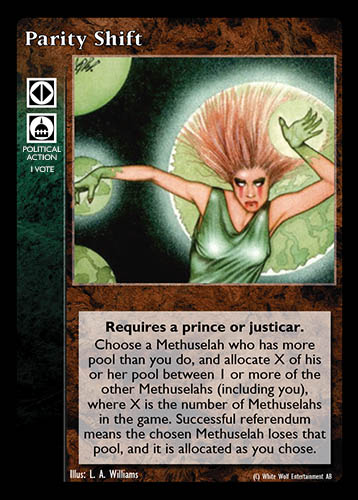 Parity Shift
POLITICAL
ACTION
1 VOTE
Requires a prince or justicar.
Choose a Methuselah who has more
pool than you do, and allocate X of his
or her pool between 1 or more of the
other Methuselahs (including you),
where X is the number of Methuselahs
in the game. Successful referendum
means the chosen Methuselah loses that
pool, and it is allocated as you chose.
Illus: L. A. Williams
(C) White Wolf Entertainment AB